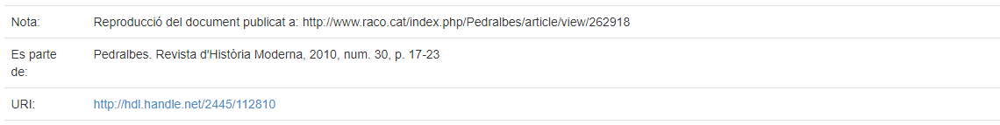 Nota: Reproducció del document publicat a: http://www.raco.cat/index.php/Pedralbes/article/view/262918
Es parte de: Pedralbes. Revista d'Història Moderna, 2010, num. 30, p. 17-23
URI: http://hdl.handle.net/2445/112810